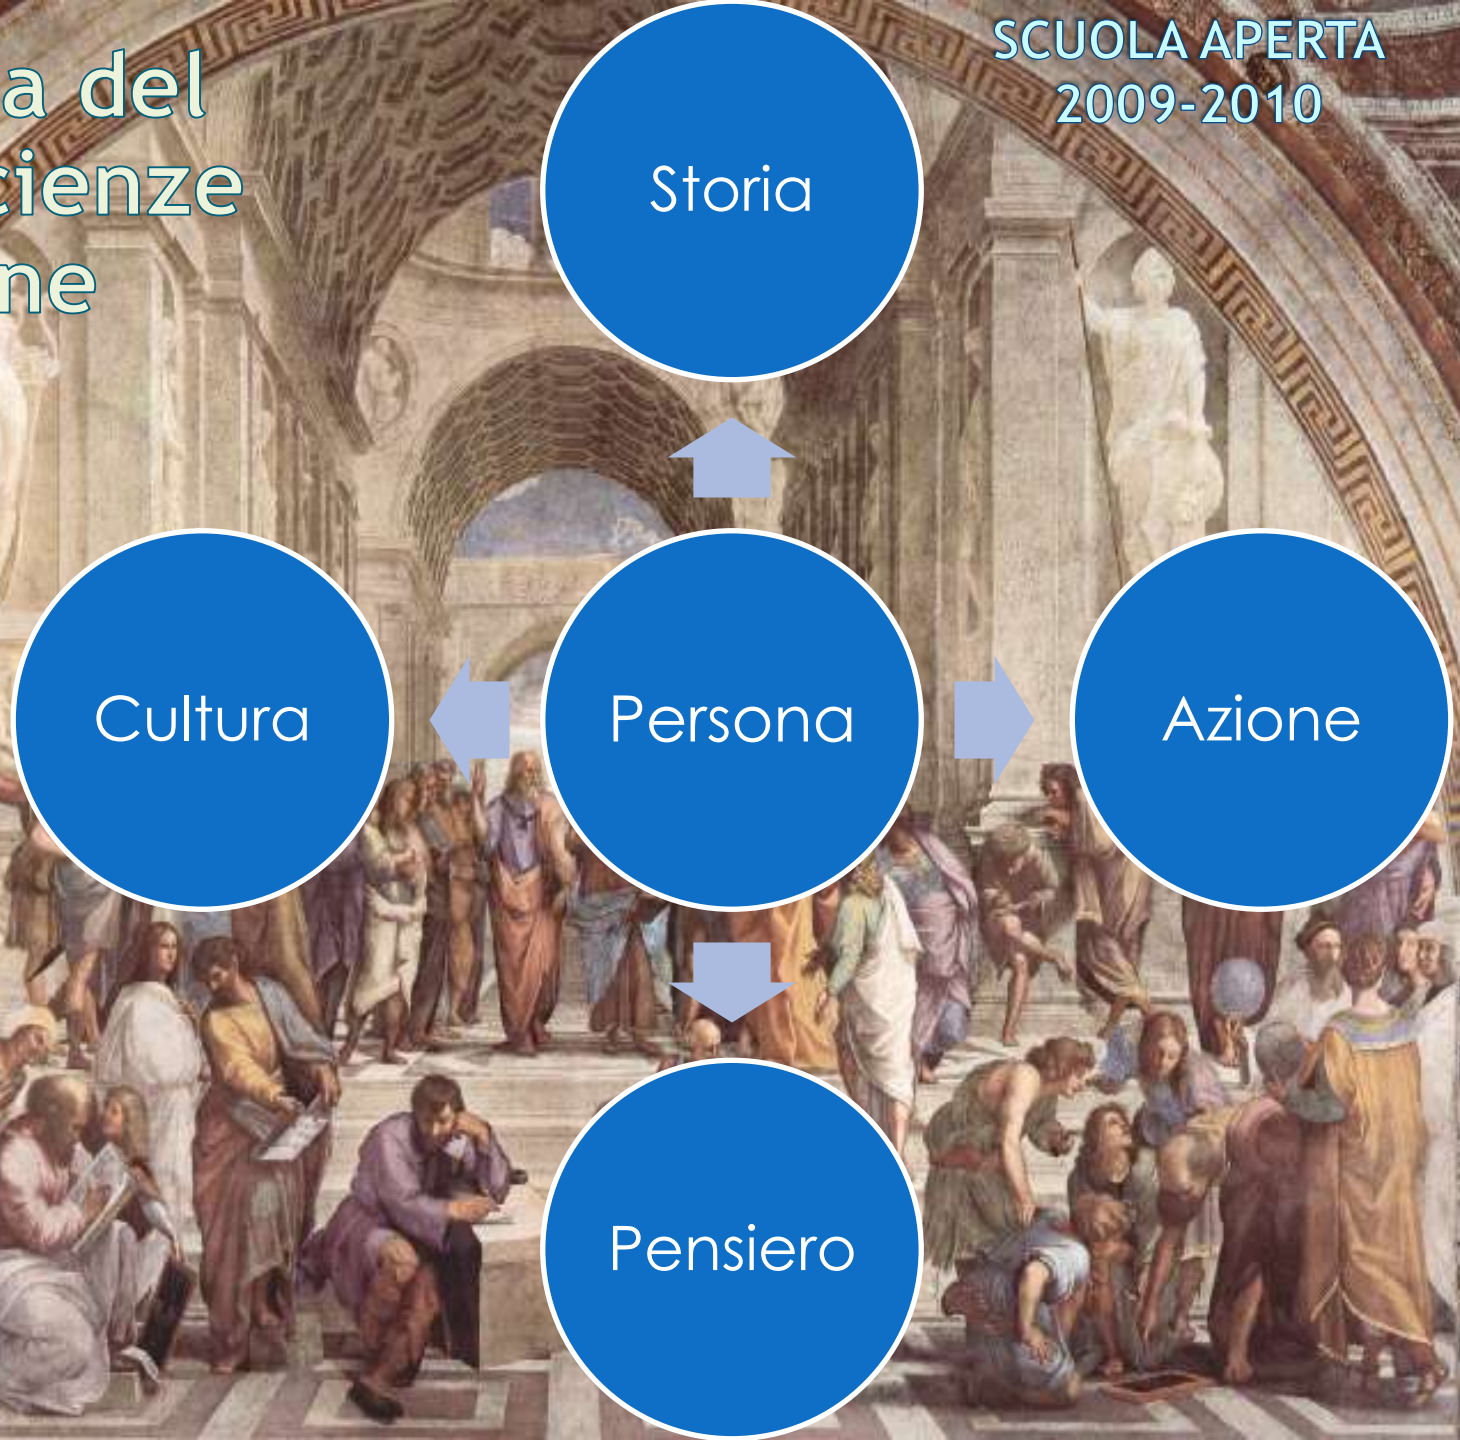 a del
cienze
ne
SCUOLA APERTA
2009-2010
Storia
Cultura
Persona
Azione
Pensiero